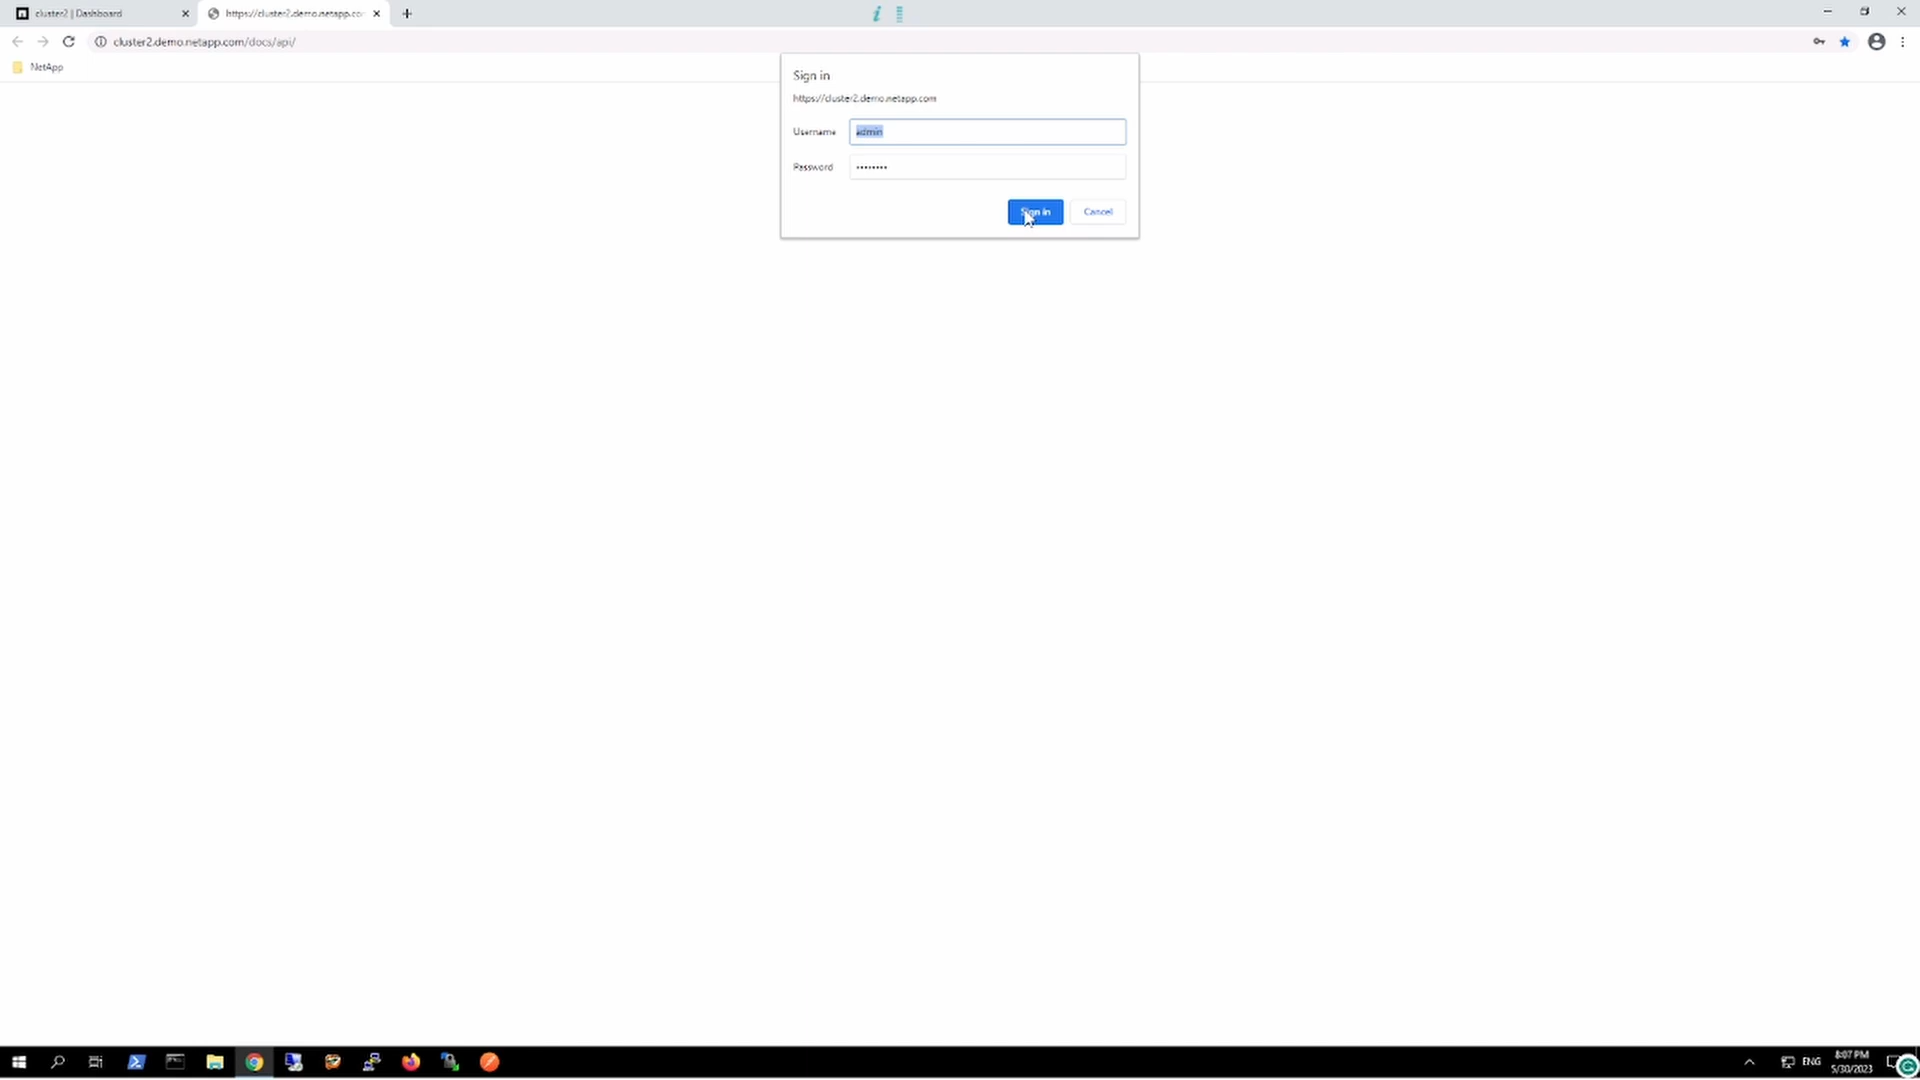 cluster2 | Dashboard
https://cluster2.demo.netapp.co
cluster2.demo.netapp.com/docs/api/
NetApp
Sign in
https://cluster2.demo.netapp.com
Username admin
Password ••••••••
Sign in Cancel
ENG
8:07 PM
5/30/2023